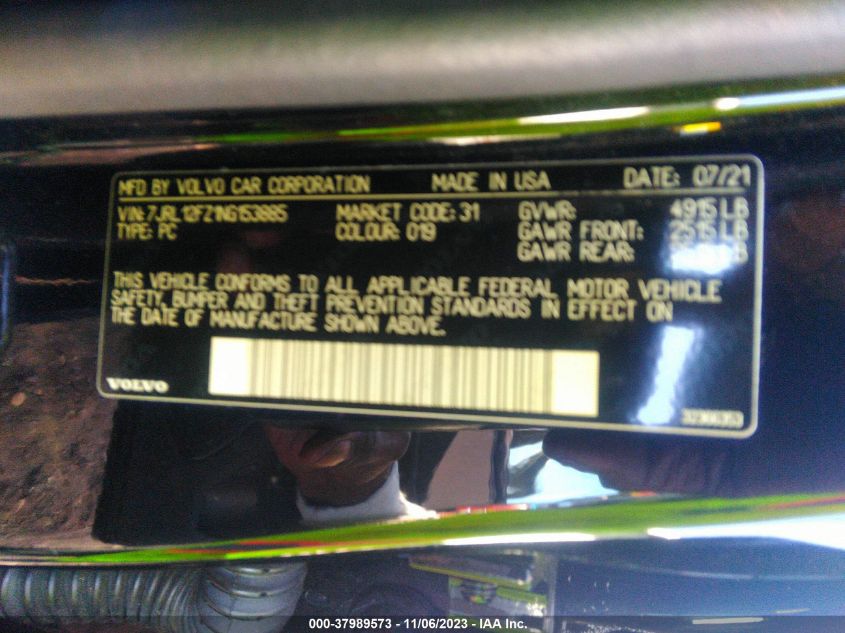 MFD BY VOLVO CAR CORPORATION MADE IN USA DATE: 07/21
VIN: 7JRL12FZ1NG153885 MARKET CODE: 31 GVWR: 4915 LB
TYPE: PC COLOUR: 019 GAWR FRONT: 2515 LB
GAWR REAR:
THIS VEHICLE CONFORMS TO ALL APPLICABLE FEDERAL MOTOR VEHICLE
SAFETY, BUMPER AND THEFT PREVENTION STANDARDS IN EFFECT ON
THE DATE OF MANUFACTURE SHOWN ABOVE.
VOLVO
000-37989573 - 11/06/2023 - IAA Inc.